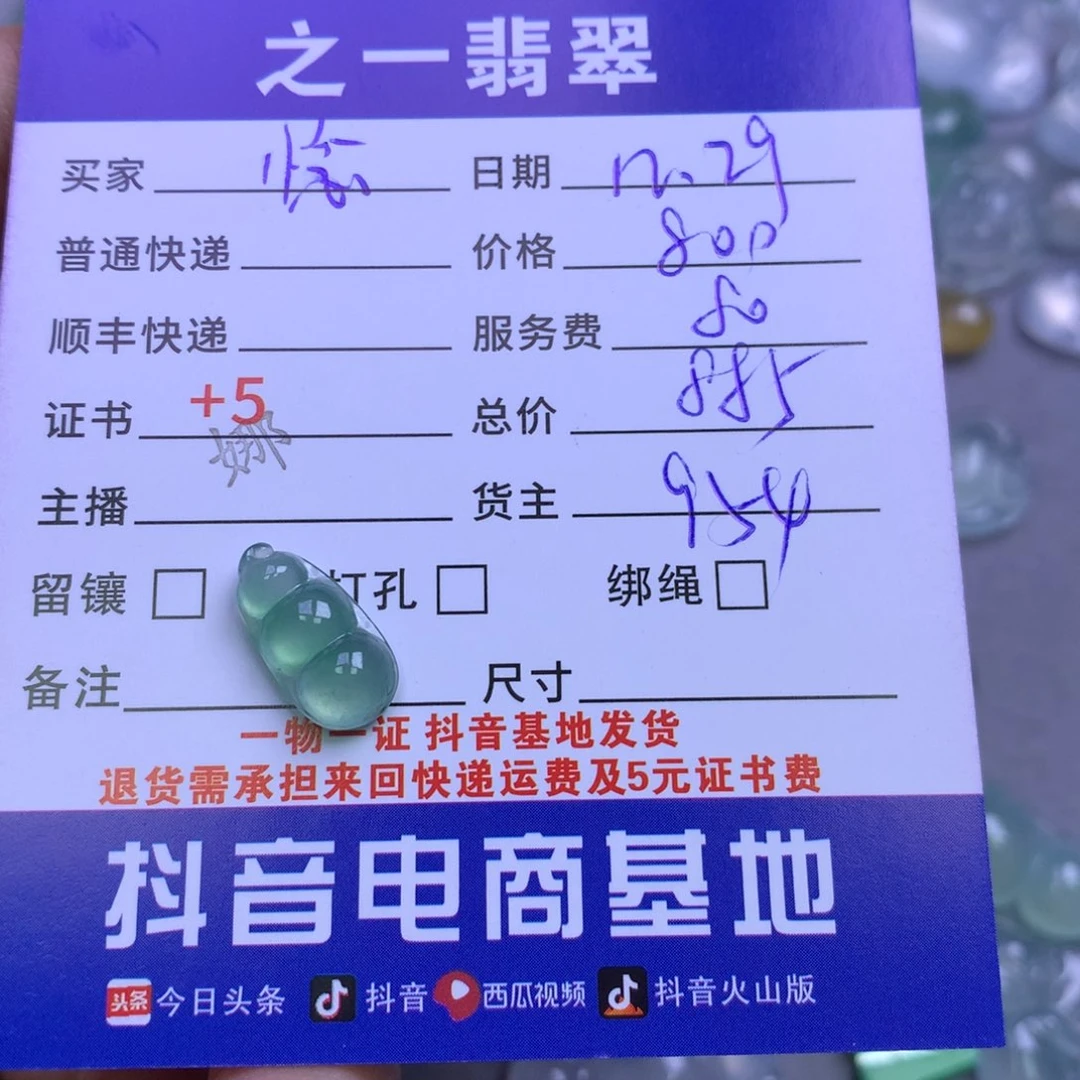 之一翡翠
买家 日期 12.29
普通快递 价格 800
顺丰快递 服务费 80
证书 +5 总价 885
娜
主播 货主 954
留镶 打孔 绑绳
备注 尺寸
一物一证 抖音基地发货
退货需承担来回快递运费及5元证书费
抖音电商基地
头条 今日头条 抖音 西瓜视频 抖音火山版